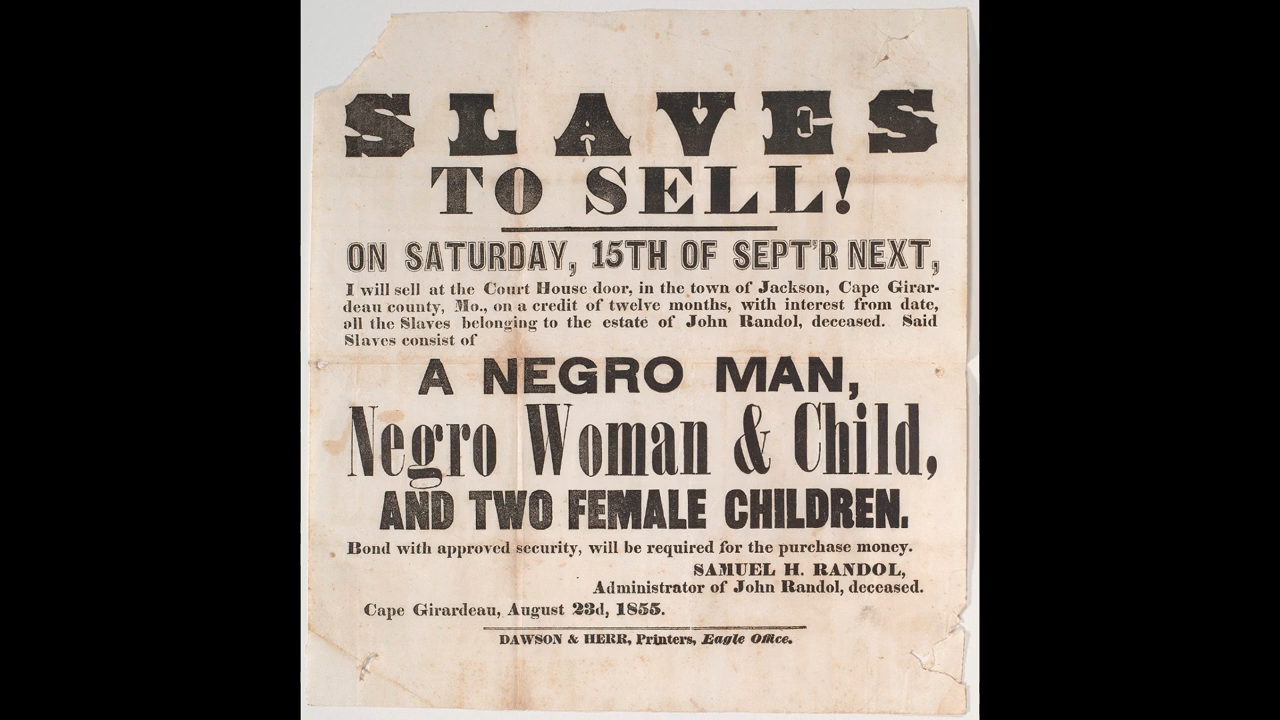 SLAVES
TO SELL!
ON SATURDAY, 15TH OF SEPT'R NEXT,
I will sell at the Court House door, in the town of Jackson, Cape Girar-
deau county, Mo., on a credit of twelve months, with interest from date,
all the Slaves belonging to the estate of John Randol, deceased. Said
Slaves consist of
A NEGRO MAN,
Negro Woman & Child,
AND TWO FEMALE CHILDREN.
Bond with approved security, will be required for the purchase money.
SAMUEL H. RANDOL,
Administrator of John Randol, deceased.
Cape Girardeau, August 23d, 1855.
DAWSON & HERR, Printers, Eagle Office.